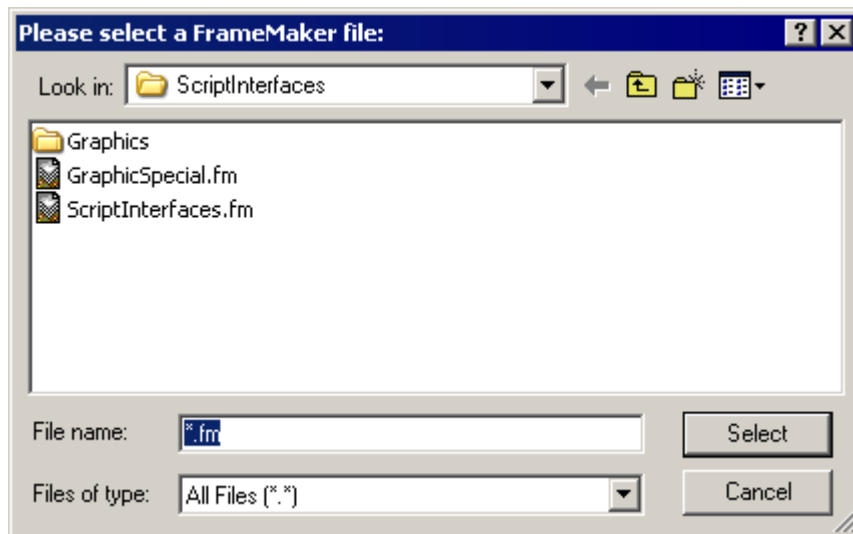 Please select a FrameMaker file:
Look in: ScriptInterfaces
Graphics
GraphicSpecial.fm
ScriptInterfaces.fm
File name: *.fm Select
Files of type: All Files (*.*) Cancel